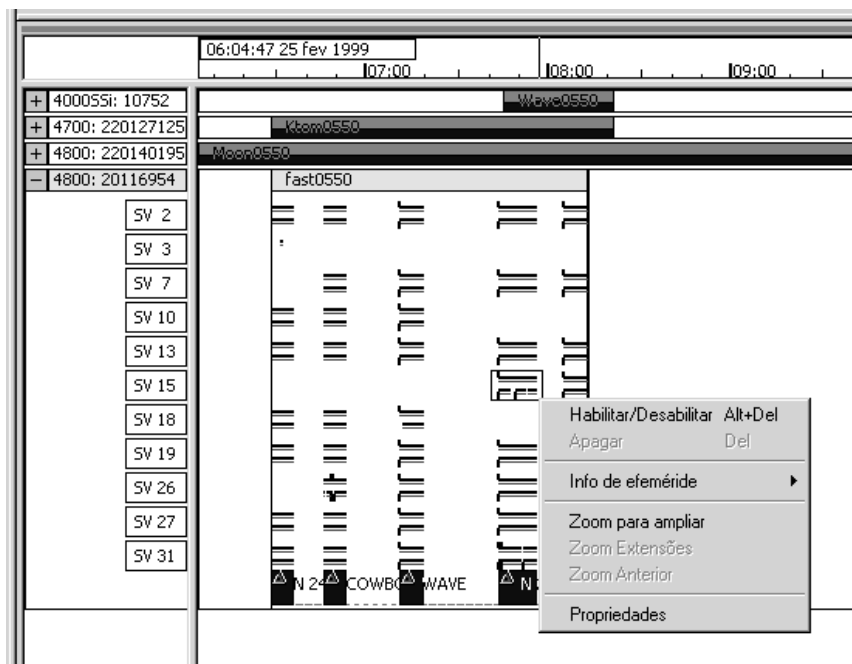 06:04:47 25 fev 1999
07:00 08:00 09:00
+ 4000SSi: 10752 Wave0550
+ 4700: 220127125 Ktom0550
+ 4800: 220140195 Moon0550
− 4800: 20116954 fast0550
SV 2
SV 3
SV 7
SV 10
SV 13
SV 15
SV 18
SV 19
SV 26
SV 27
SV 31
N 24 COWBO WAVE N
Habilitar/Desabilitar Alt+Del
Apagar Del
Info de efeméride
Zoom para ampliar
Zoom Extensões
Zoom Anterior
Propriedades